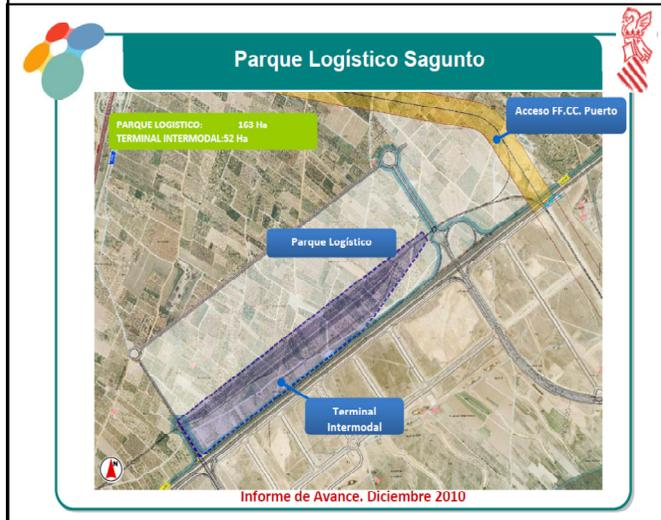 Parque Logístico Sagunto
PARQUE LOGISTICO: 163 Ha
TERMINAL INTERMODAL:52 Ha
Acceso FF.CC. Puerto
Parque Logístico
Terminal
Intermodal
N
Informe de Avance. Diciembre 2010